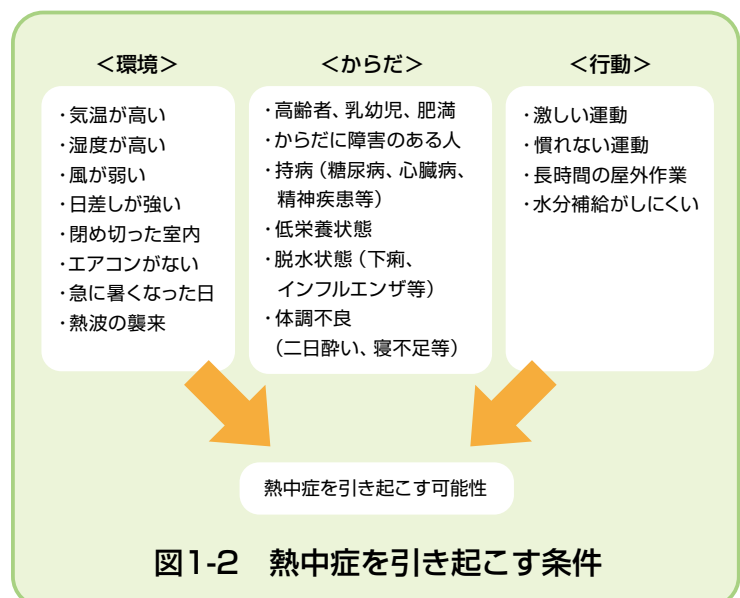 ＜環境＞
・気温が高い
・湿度が高い
・風が弱い
・日差しが強い
・閉め切った室内
・エアコンがない
・急に暑くなった日
・熱波の襲来
＜からだ＞
・高齢者、乳幼児、肥満
・からだに障害のある人
・持病（糖尿病、心臓病、
精神疾患等）
・低栄養状態
・脱水状態（下痢、
インフルエンザ等）
・体調不良
（二日酔い、寝不足等）
＜行動＞
・激しい運動
・慣れない運動
・長時間の屋外作業
・水分補給がしにくい
熱中症を引き起こす可能性
図1-2　熱中症を引き起こす条件